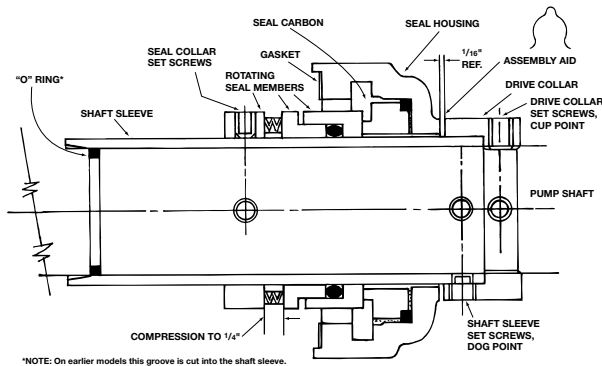 SEAL CARBON
SEAL HOUSING
SEAL COLLAR
SET SCREWS
GASKET
1/16"
REF.
ASSEMBLY AID
"O" RING*
ROTATING
SEAL MEMBERS
DRIVE COLLAR
DRIVE COLLAR
SET SCREWS,
CUP POINT
SHAFT SLEEVE
PUMP SHAFT
COMPRESSION TO 1/4"
SHAFT SLEEVE
SET SCREWS,
DOG POINT
*NOTE: On earlier models this groove is cut into the shaft sleeve.